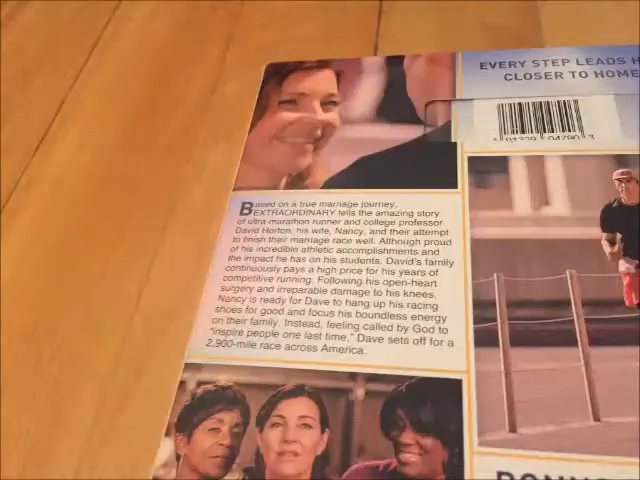 EVERY STEP LEADS H
CLOSER TO HOME
1 91329 04790 3
Based on a true marriage journey,
EXTRAORDINARY tells the amazing story
of ultra-marathon runner and college professor
David Horton, his wife, Nancy, and their attempt
to finish their marriage race well. Although proud
of his incredible athletic accomplishments and
the impact he has on his students, David's family
continuously pays a high price for his years of
competitive running. Following his open-heart
surgery and irreparable damage to his knees,
Nancy is ready for Dave to hang up his racing
shoes for good and focus his boundless energy
on their family. Instead, feeling called by God to
"inspire people one last time," Dave sets off for a
2,900-mile race across America.